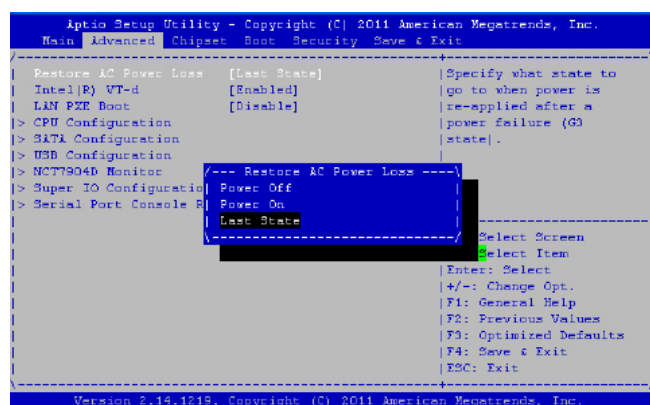 Aptio Setup Utility - Copyright (C| 2011 American Megatrends, Inc.
Main Advanced Chipset Boot Security Save & Exit
Restore AC Power Loss [Last State]
Intel|R) VT-d [Enabled]
LAN PXE Boot [Disable]
> CPU Configuration
> SATA Configuration
> USB Configuration
> NCT7904D Monitor
> Super IO Configuratio
> Serial Port Console R
/--- Restore AC Power Loss ----\
Power Off
Power On
Last State
Specify what state to
go to when power is
re-applied after a
power failure (G3
state|.
Select Screen
Select Item
Enter: Select
+/-: Change Opt.
F1: General Help
F2: Previous Values
F3: Optimized Defaults
F4: Save & Exit
ESC: Exit
Version 2.14.1219. Copyright (C) 2011 American Megatrends, Inc.